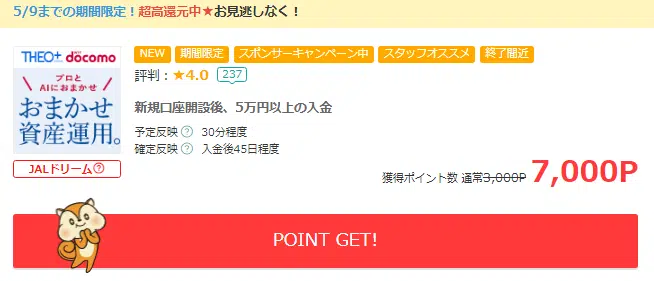 5/9までの期間限定！超高還元中★お見逃しなく！
THEO+ docomo
プロと
AIにおまかせ
おまかせ
資産運用。
JALドリーム?
NEW 期間限定 スポンサーキャンペーン中 スタッフオススメ 終了間近
評判：★4.0 237
新規口座開設後、5万円以上の入金
予定反映? 30分程度
確定反映? 入金後45日程度
獲得ポイント数 通常3,000P 7,000P
POINT GET!